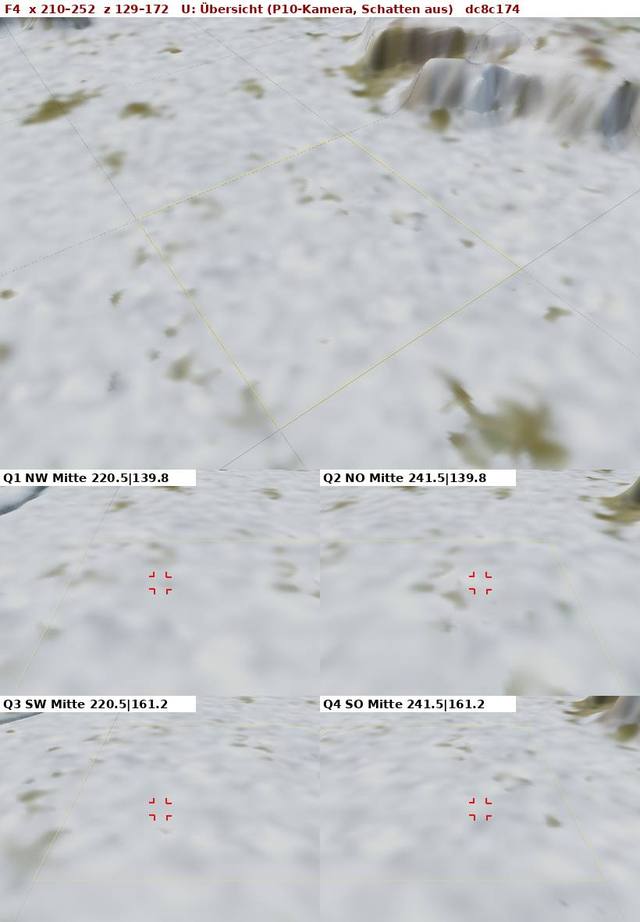 F4 x 210–252 z 129–172 U: Übersicht (P10-Kamera, Schatten aus) dc8c174
Q1 NW Mitte 220.5|139.8
Q2 NO Mitte 241.5|139.8
Q3 SW Mitte 220.5|161.2
Q4 SO Mitte 241.5|161.2